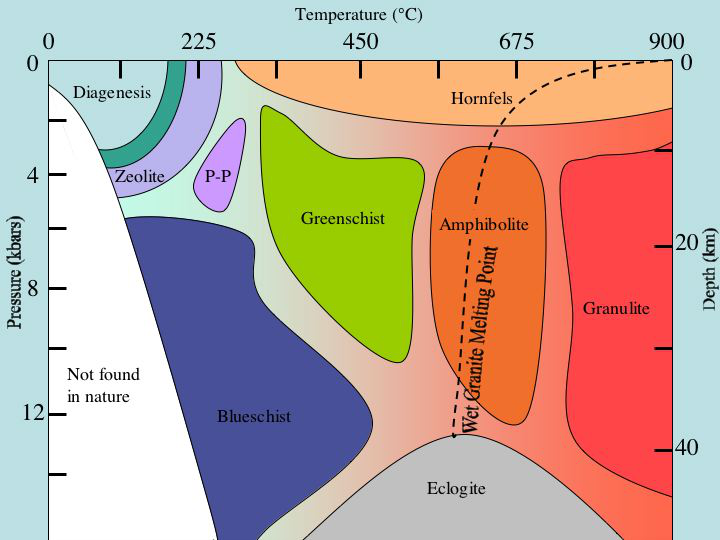 Temperature (°C)
0 225 450 675 900
0 0
Diagenesis
Hornfels
4
Zeolite
P-P
Greenschist
Amphibolite
20
Pressure (kbars)
Depth (km)
8
Granulite
Wet Granite Melting Point
Not found
in nature
12
Blueschist
40
Eclogite